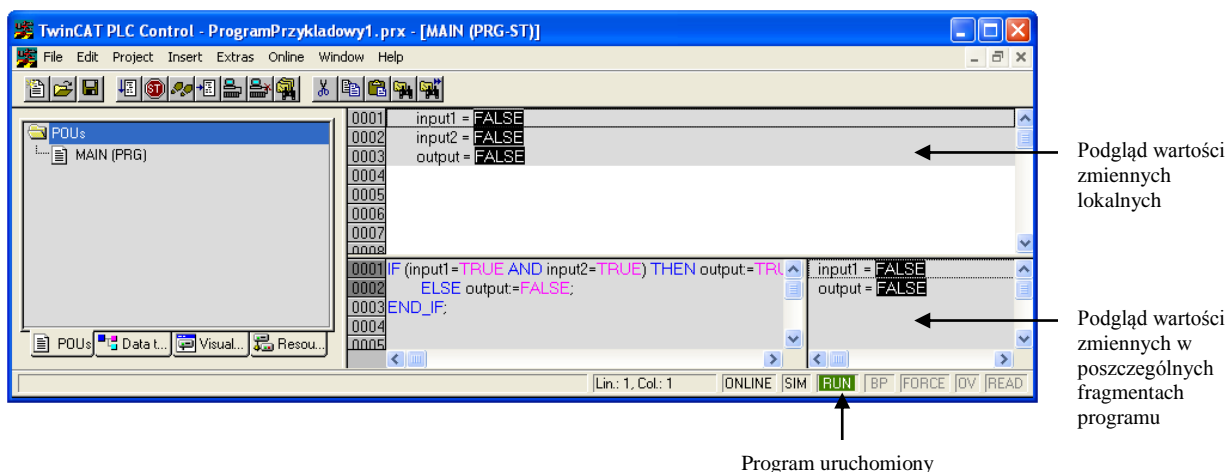 TwinCAT PLC Control - ProgramPrzykladowy1.prx - [MAIN (PRG-ST)]
File Edit Project Insert Extras Online Window Help
POUs
MAIN (PRG)
POUs Data t... Visual... Resou...
0001 input1 = FALSE
0002 input2 = FALSE
0003 output = FALSE
0004
0005
0006
0007
0008
0001 IF (input1=TRUE AND input2=TRUE) THEN output:=TRU
0002 ELSE output:=FALSE;
0003 END_IF;
0004
0005
input1 = FALSE
output = FALSE
Lin.: 1, Col.: 1 ONLINE SIM RUN BP FORCE OV READ
Podgląd wartości
zmiennych
lokalnych
Podgląd wartości
zmiennych w
poszczególnych
fragmentach
programu
Program uruchomiony